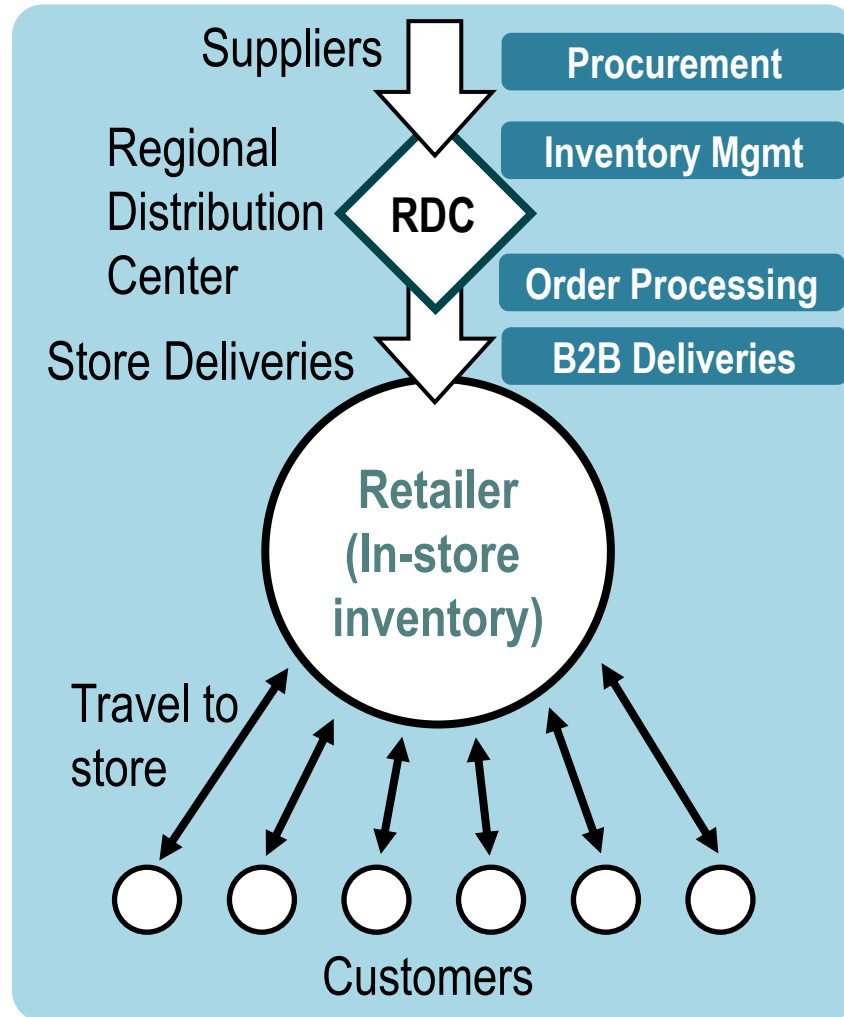 Suppliers
Procurement
Regional
Distribution
Center
RDC
Inventory Mgmt
Order Processing
Store Deliveries
B2B Deliveries
Retailer
(In-store
inventory)
Travel to
store
Customers